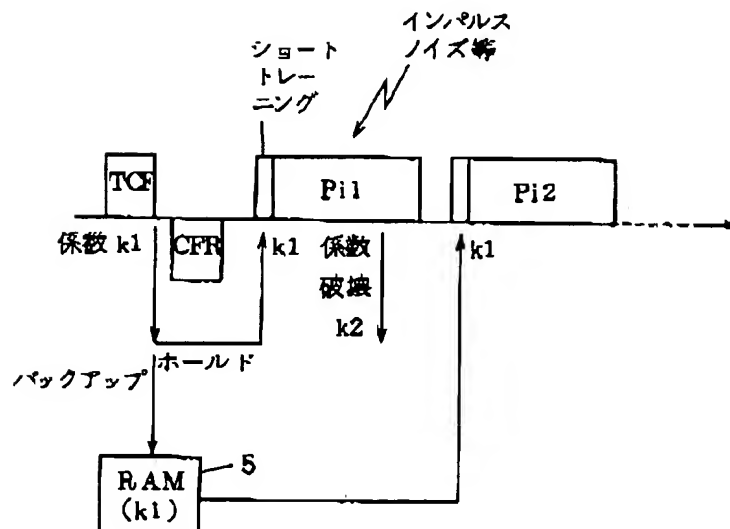 インパルス
ノイズ等
ショート
トレー
ニング
TCF
Pi1
Pi2
係数 k1
CFR
k1
係数
破壊
k2
k1
ホールド
バックアップ
5
RAM
(k1)